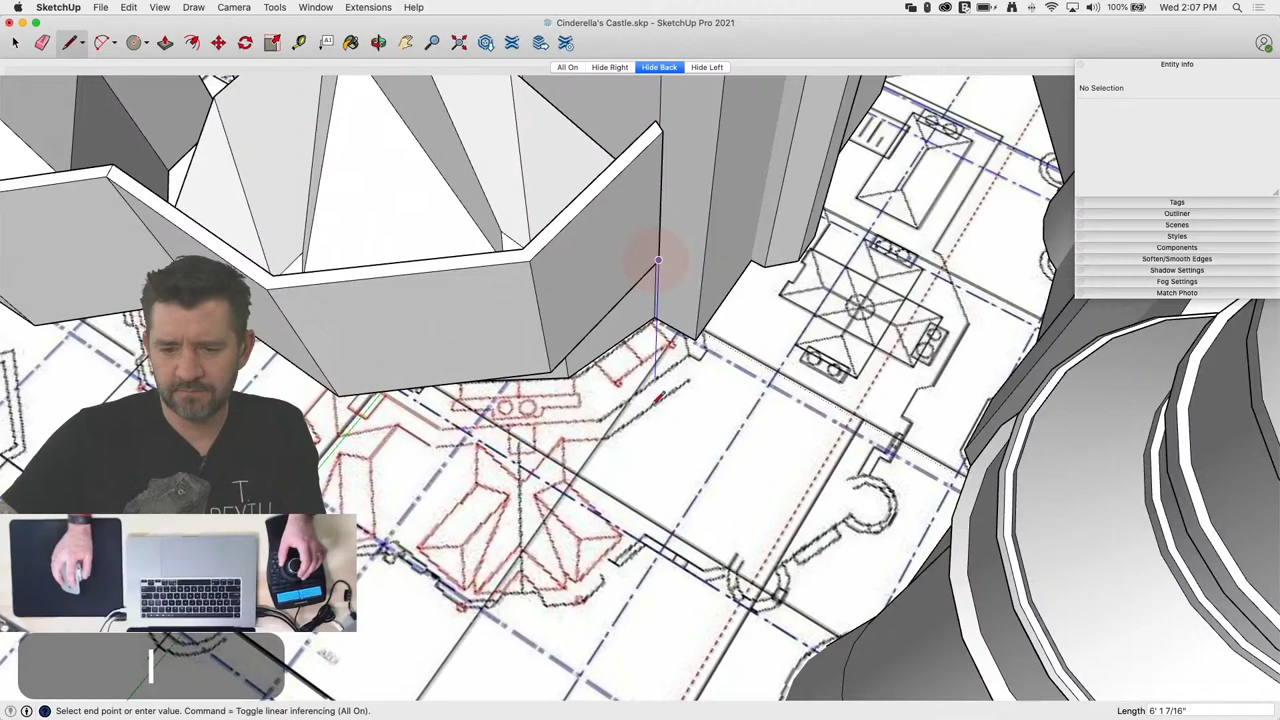 SketchUp File Edit View Draw Camera Tools Window Extensions Help 100% Wed 2:07 PM
Cinderella's Castle.skp - SketchUp Pro 2021
A1
All On Hide Right Hide Back Hide Left
Entity Info
No Selection
Tags
Outliner
Scenes
Styles
Components
Soften/Smooth Edges
Shadow Settings
Fog Settings
Match Photo
T.
l
Select end point or enter value. Command = Toggle linear inferencing (All On). Length 6' 1 7/16"